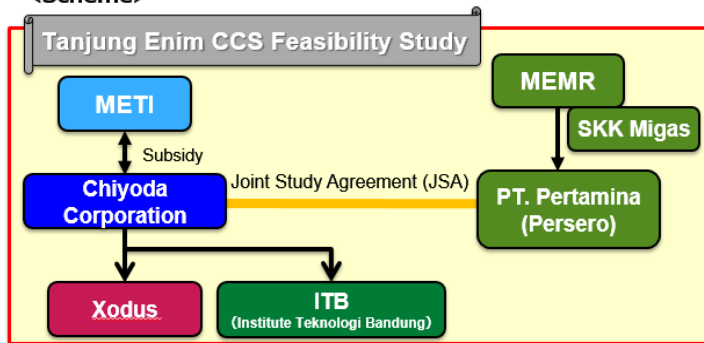 <Scheme>
Tanjung Enim CCS Feasibility Study
METI
MEMR
SKK Migas
Subsidy
Chiyoda
Corporation
Joint Study Agreement (JSA)
PT. Pertamina
(Persero)
Xodus
ITB
(Institute Teknologi Bandung)